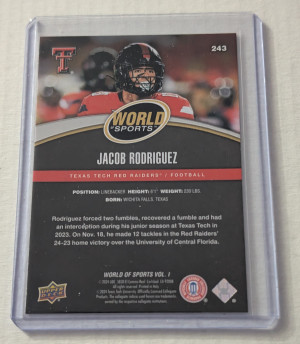 243
WORLD
OF
SPORTS
JACOB RODRIGUEZ
TEXAS TECH RED RAIDERS / FOOTBALL
POSITION: LINEBACKER HEIGHT: 6'1" WEIGHT: 230 LBS.
BORN: WICHITA FALLS, TEXAS
Rodriguez forced two fumbles, recovered a fumble and had
an interception during his junior season at Texas Tech in
2023. On Nov. 18, he made 12 tackles in the Red Raiders'
24-23 home victory over the University of Central Florida.
WORLD OF SPORTS VOL. 1
UPPER DECK